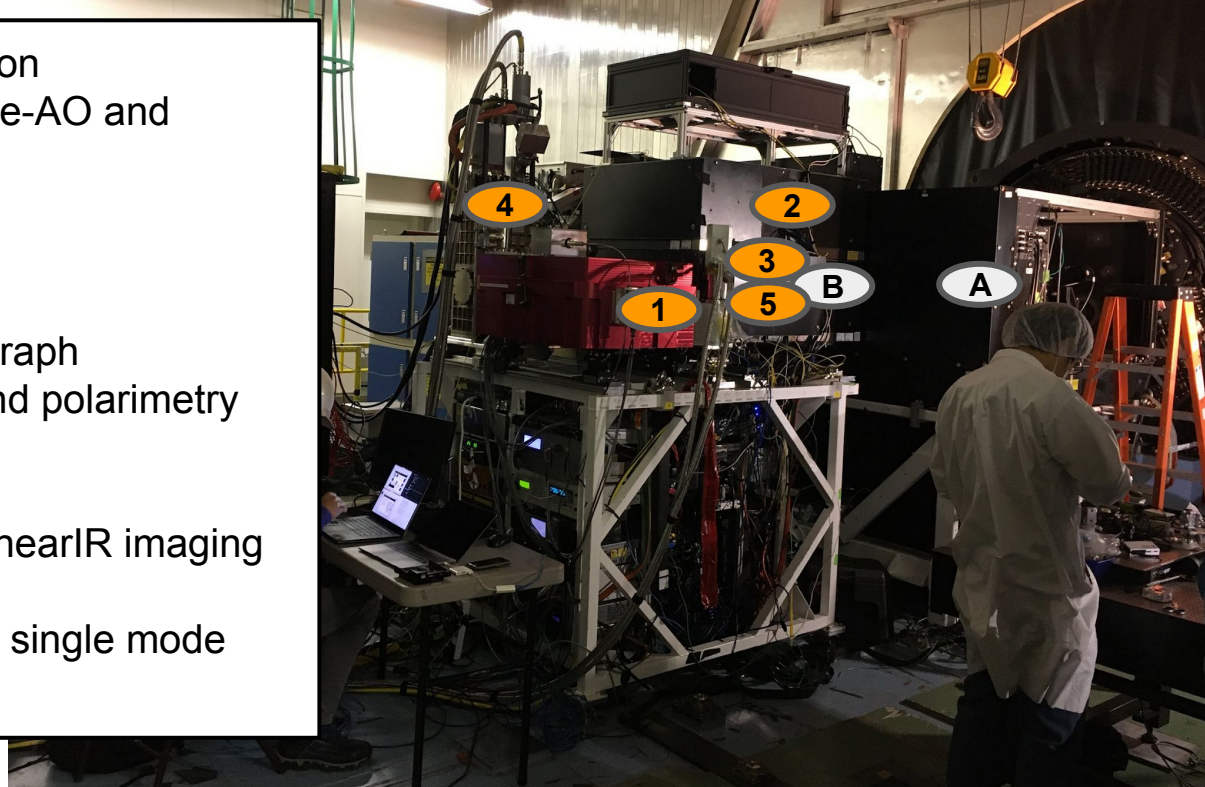 on
e-AO and
raph
nd polarimetry
nearIR imaging
single mode
4
2
3
B
A
1
5